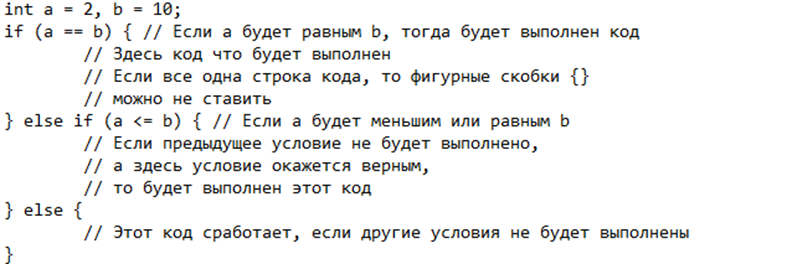 int a = 2, b = 10;
if (a == b) { // Если a будет равным b, тогда будет выполнен код
        // Здесь код что будет выполнен
        // Если все одна строка кода, то фигурные скобки {}
        // можно не ставить
} else if (a <= b) { // Если a будет меньшим или равным b
        // Если предыдущее условие не будет выполнено,
        // а здесь условие окажется верным,
        // то будет выполнен этот код
} else {
        // Этот код сработает, если другие условия не будет выполнены
}